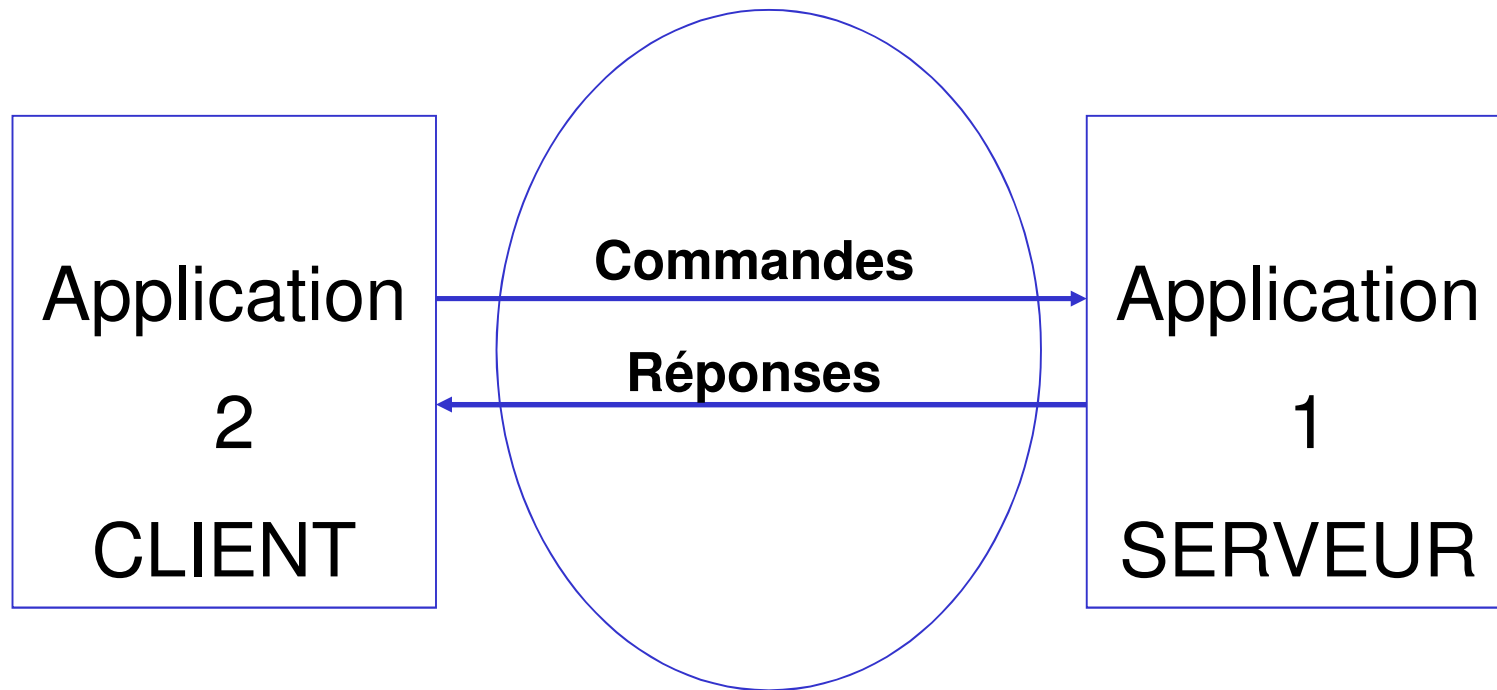 Application
2
CLIENT
Commandes
Réponses
Application
1
SERVEUR